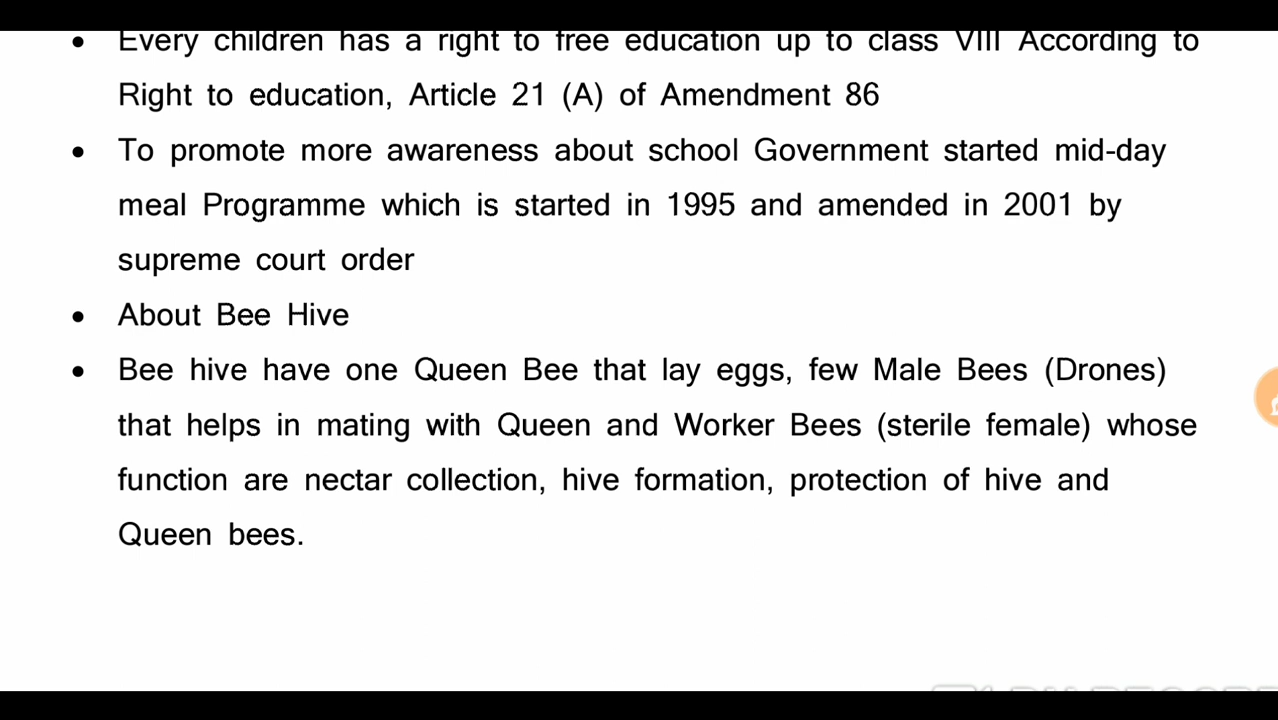 • Every children has a right to free education up to class VIII According to
Right to education, Article 21 (A) of Amendment 86
• To promote more awareness about school Government started mid-day
meal Programme which is started in 1995 and amended in 2001 by
supreme court order
• About Bee Hive
• Bee hive have one Queen Bee that lay eggs, few Male Bees (Drones)
that helps in mating with Queen and Worker Bees (sterile female) whose
function are nectar collection, hive formation, protection of hive and
Queen bees.